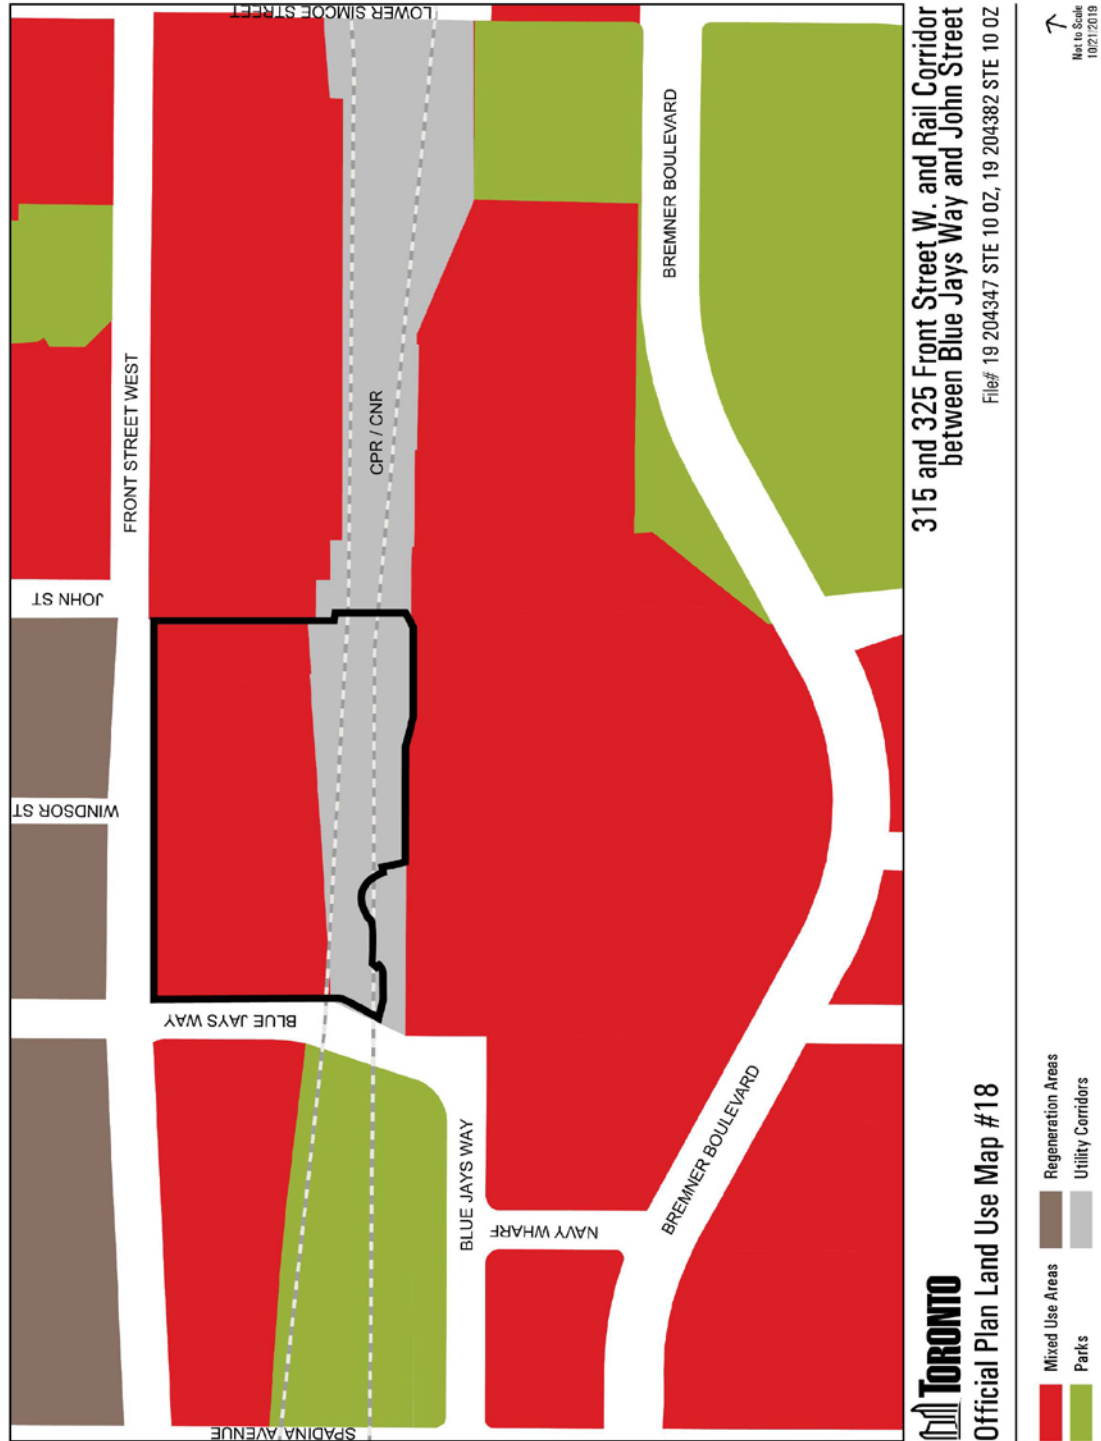 FRONT STREET WEST
JOHN ST
WINDSOR ST
LOWER SIMCOE STREET
CPR / CNR
BREMNER BOULEVARD
BLUE JAYS WAY
BLUE JAYS WAY
NAVY WHARF
BREMNER BOULEVARD
SPADINA AVENUE
TORONTO
Official Plan Land Use Map #18
315 and 325 Front Street W. and Rail Corridor
between Blue Jays Way and John Street
File# 19 204347 STE 10 OZ, 19 204382 STE 10 OZ
Mixed Use Areas
Parks
Regeneration Areas
Utility Corridors
Not to Scale
10/21/2019